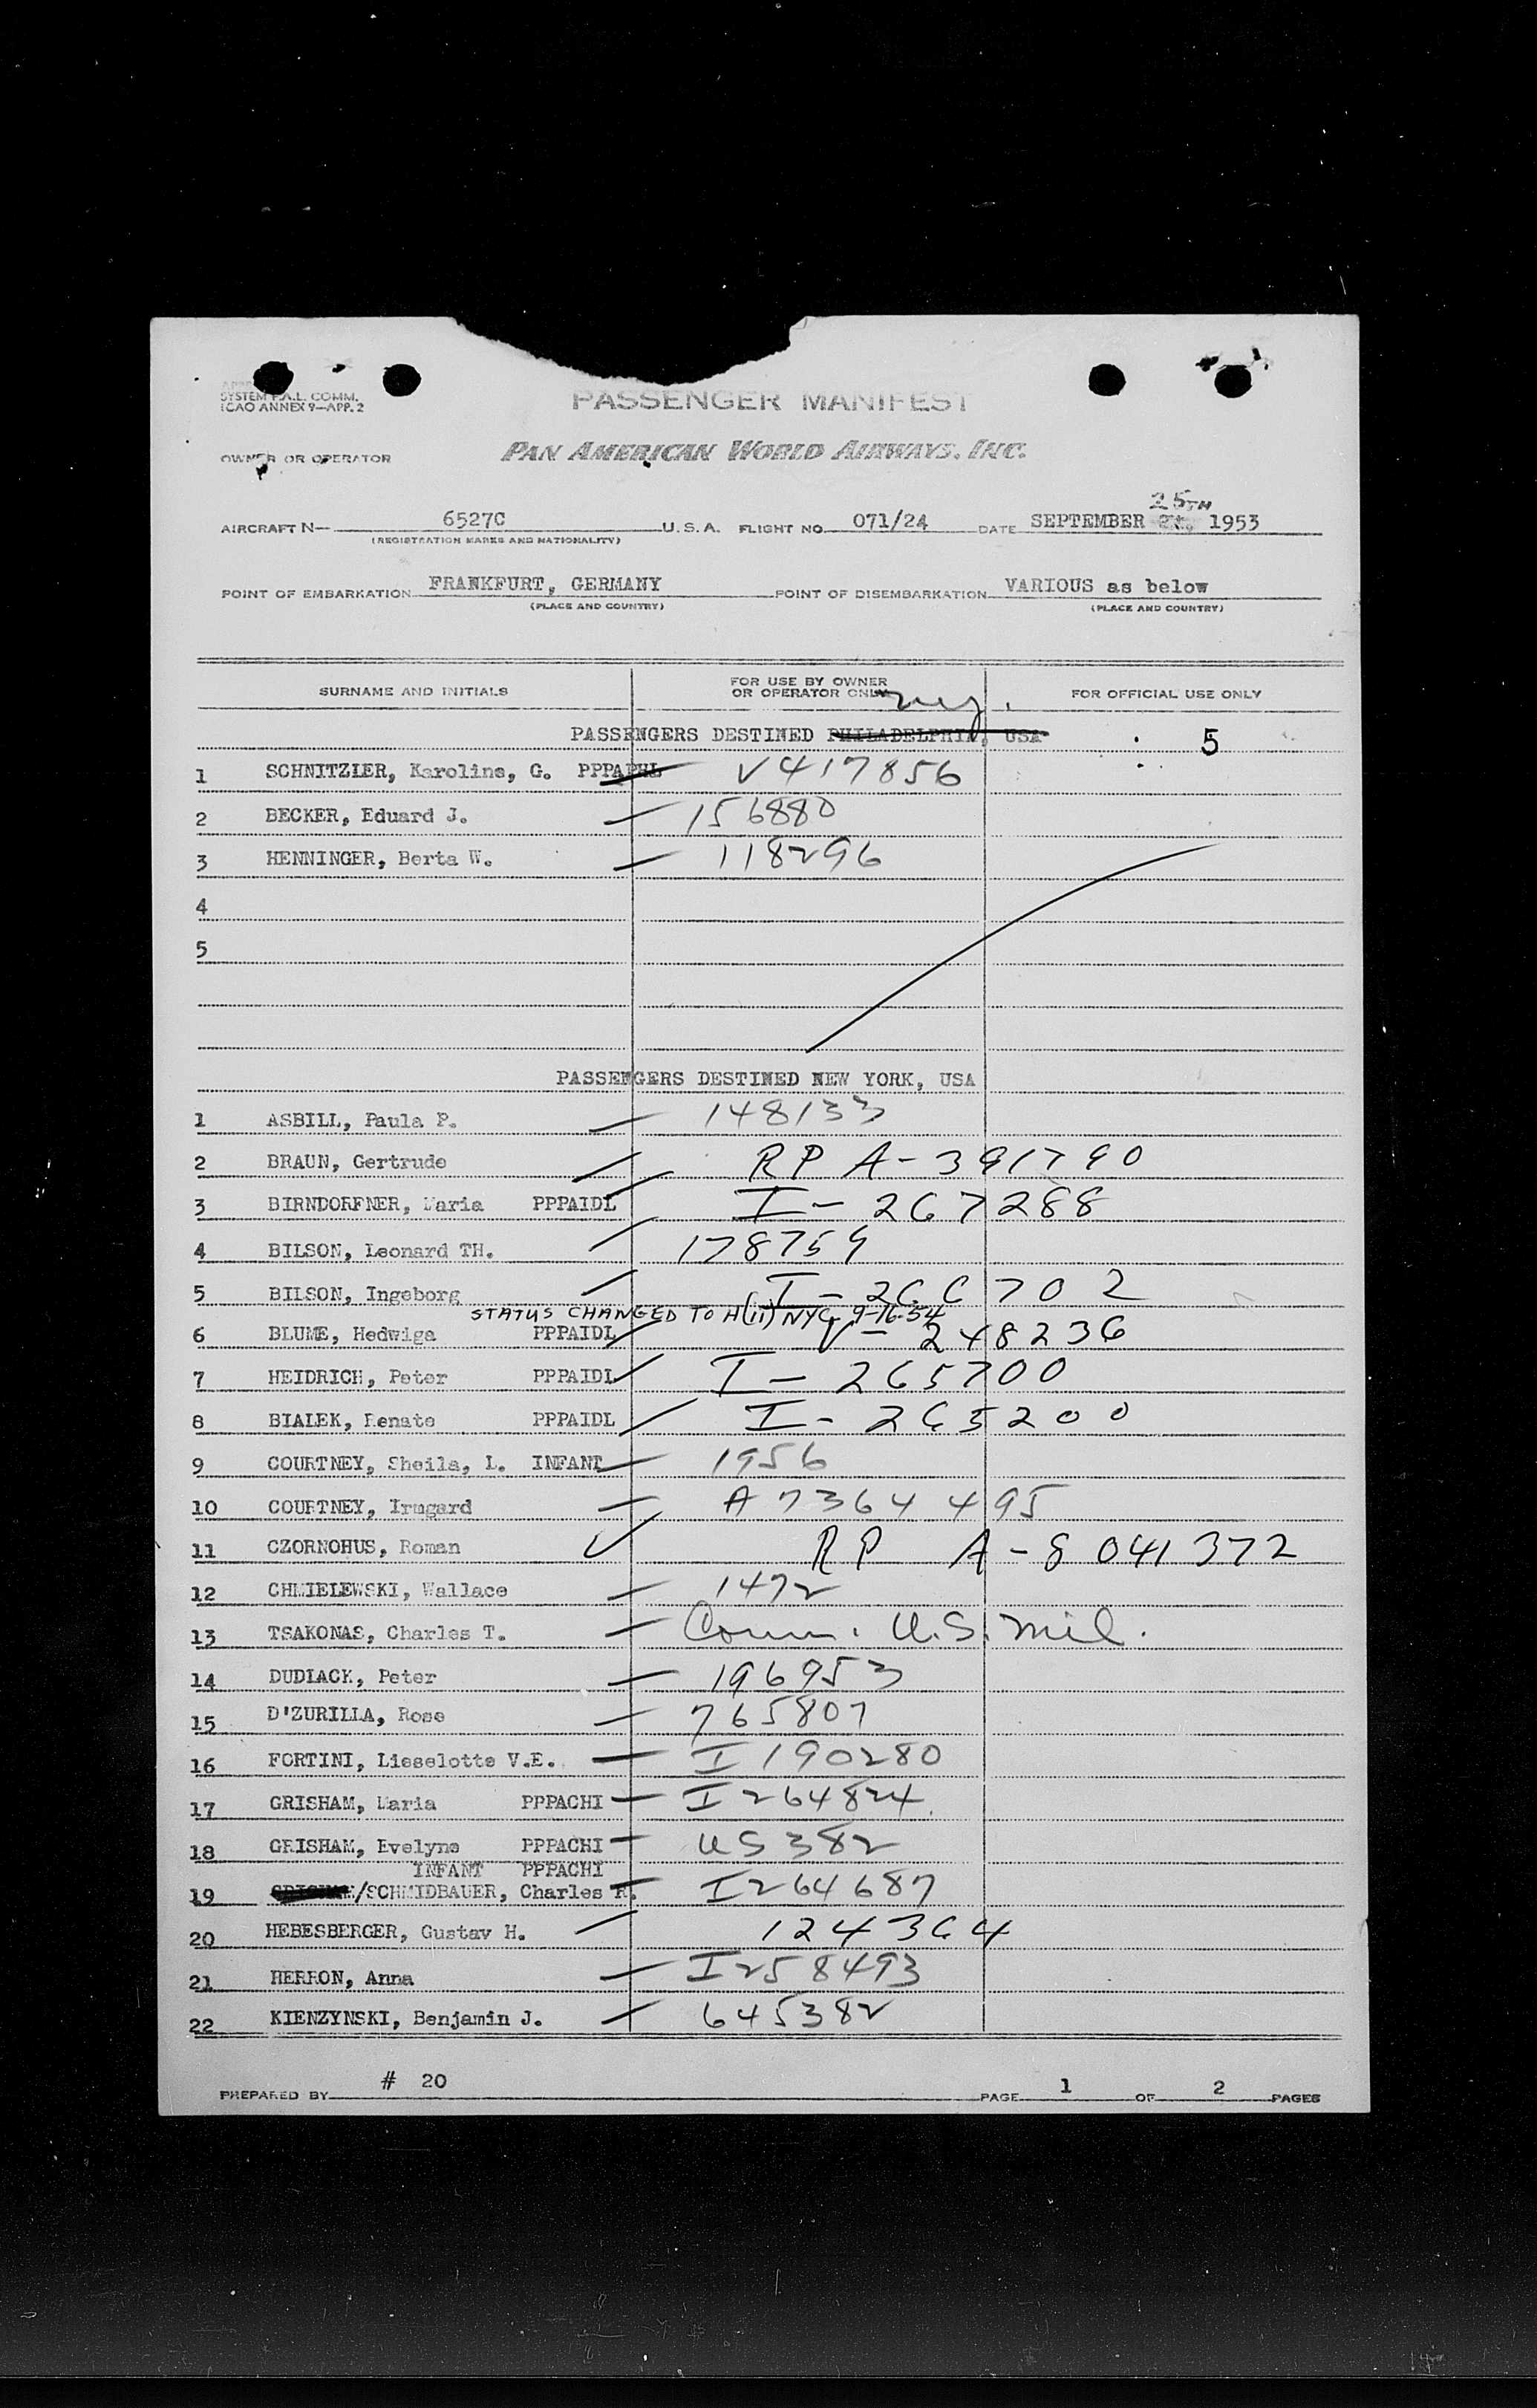 SYSTEM F.A.L. COMM.
ICAO ANNEX 9—APP. 2
PASSENGER MANIFEST
OWNER OR OPERATOR
PAN AMERICAN WORLD AIRWAYS, INC.
25TH
AIRCRAFT N— 6527C U.S.A. FLIGHT NO. 071/24 DATE SEPTEMBER 1953
(REGISTRATION MARKS AND NATIONALITY)
POINT OF EMBARKATION FRANKFURT, GERMANY POINT OF DISEMBARKATION VARIOUS as below
(PLACE AND COUNTRY) (PLACE AND COUNTRY)
SURNAME AND INITIALS FOR USE BY OWNER OR OPERATOR ONLY FOR OFFICIAL USE ONLY
PASSENGERS DESTINED PHILADELPHIA, USA 5
1 SCHNITZLER, Karoline, G. PPPAPHL V417856
2 BECKER, Eduard J. 156880
3 HENNINGER, Berta W. 118296
4
5
PASSENGERS DESTINED NEW YORK, USA
1 ASBILL, Paula P. 148133
2 BRAUN, Gertrude RP A-391790
3 BIRNDORFNER, Maria PPPAIDL I-267288
4 BILSON, Leonard TH. 178759
5 BILSON, Ingeborg I-266702
STATUS CHANGED TO H(ii) NYC 9-16-54
6 BLUME, Hedwiga PPPAIDL V-248236
7 HEIDRICH, Peter PPPAIDL I-265700
8 BIALEK, Renate PPPAIDL I-265200
9 COURTNEY, Sheila, L. INFANT 1956
10 COURTNEY, Irmgard A7364495
11 CZORNOHUS, Roman RP A-8041372
12 CHMIELEWSKI, Wallace 1472
13 TSAKONAS, Charles T. Comm. U.S. Mil.
14 DUDIACK, Peter 196953
15 D'ZURILLA, Rose 765807
16 FORTINI, Lieselotte V.E. I190280
17 GRISHAM, Maria PPPACHI I264824
18 GRISHAM, Evelyne PPPACHI US382
INFANT PPPACHI
19 /SCHMIDBAUER, Charles R. I264687
20 HEBESBERGER, Gustav H. 124364
21 HERRON, Anna I258493
22 KIENZYNSKI, Benjamin J. 645382
PREPARED BY # 20 PAGE 1 OF 2 PAGES